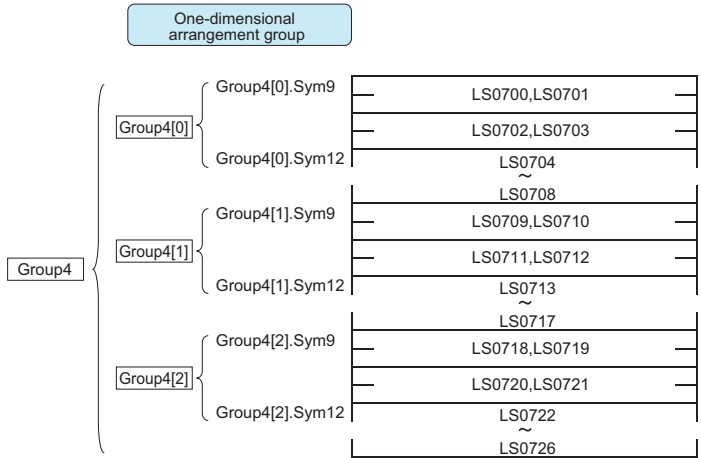 One-dimensional
arrangement group
Group4[0].Sym9
LS0700,LS0701
Group4[0]
LS0702,LS0703
Group4[0].Sym12
LS0704
~
LS0708
Group4[1].Sym9
LS0709,LS0710
Group4[1]
LS0711,LS0712
Group4
Group4[1].Sym12
LS0713
~
LS0717
Group4[2].Sym9
LS0718,LS0719
Group4[2]
LS0720,LS0721
Group4[2].Sym12
LS0722
~
LS0726